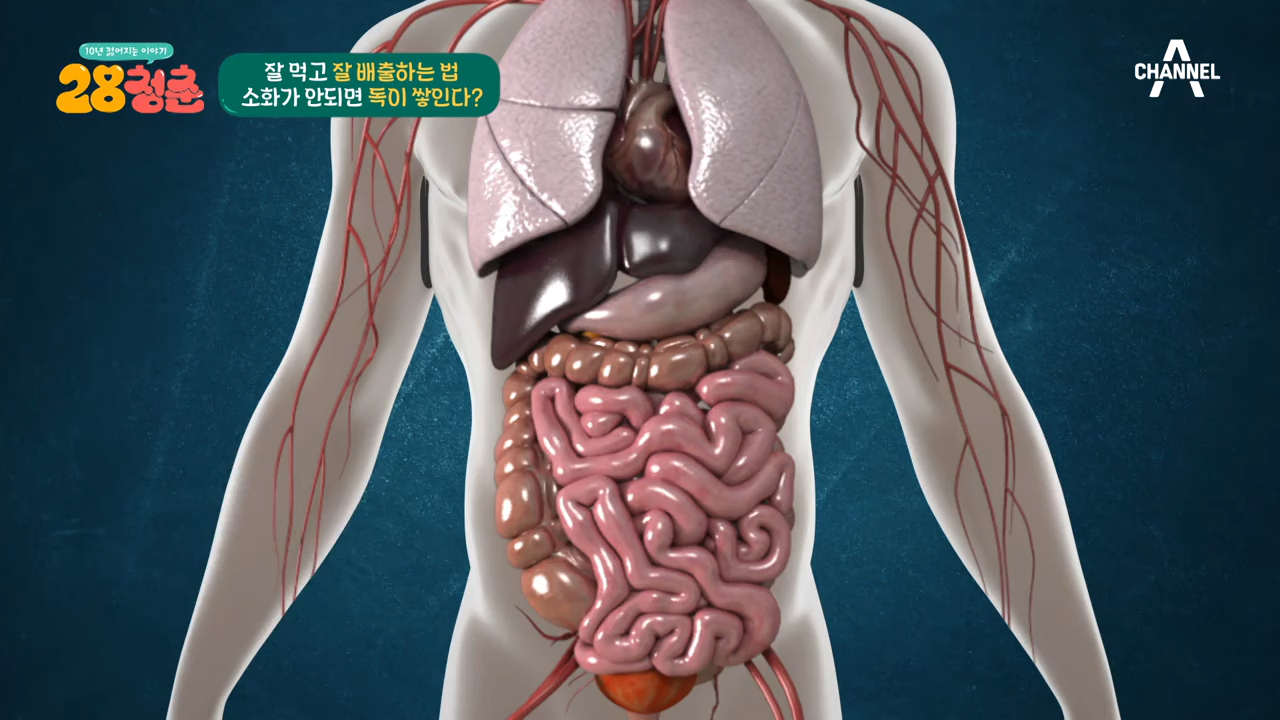 10년 젊어지는 이야기
28청춘
잘 먹고 잘 배출하는 법
소화가 안되면 독이 쌓인다?
CHANNEL A